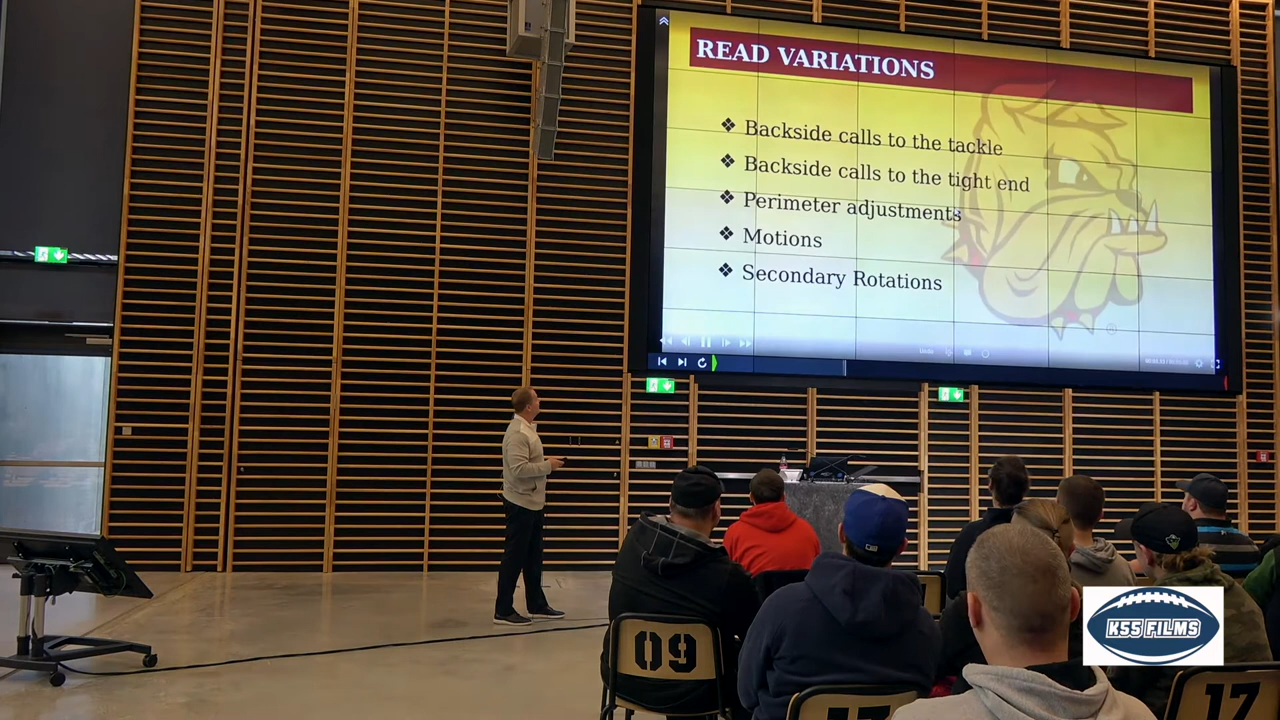 READ VARIATIONS
❖ Backside calls to the tackle
❖ Backside calls to the tight end
❖ Perimeter adjustments
❖ Motions
❖ Secondary Rotations
09
17
KSS FILMS